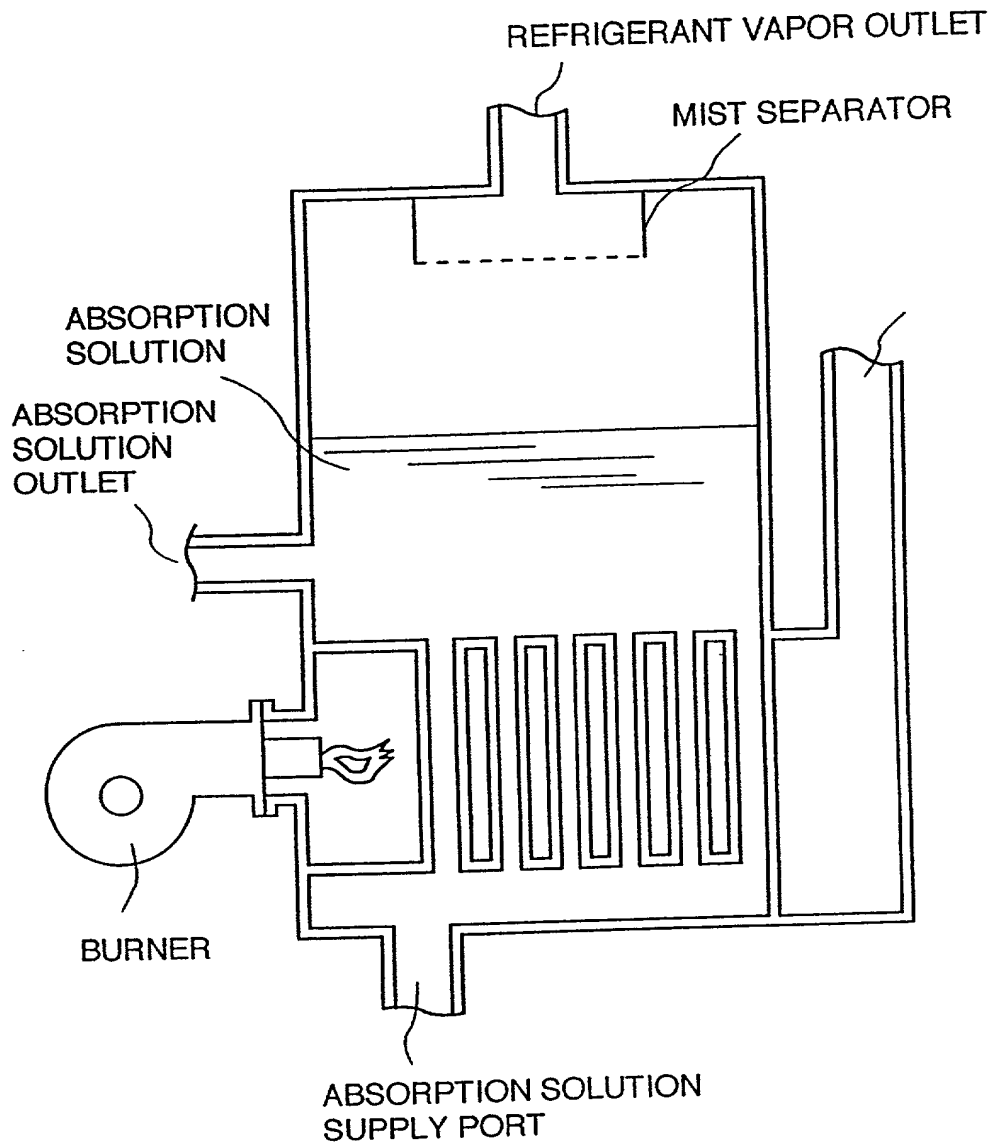 REFRIGERANT VAPOR OUTLET
MIST SEPARATOR
ABSORPTION
SOLUTION
ABSORPTION
SOLUTION
OUTLET
BURNER
ABSORPTION SOLUTION
SUPPLY PORT